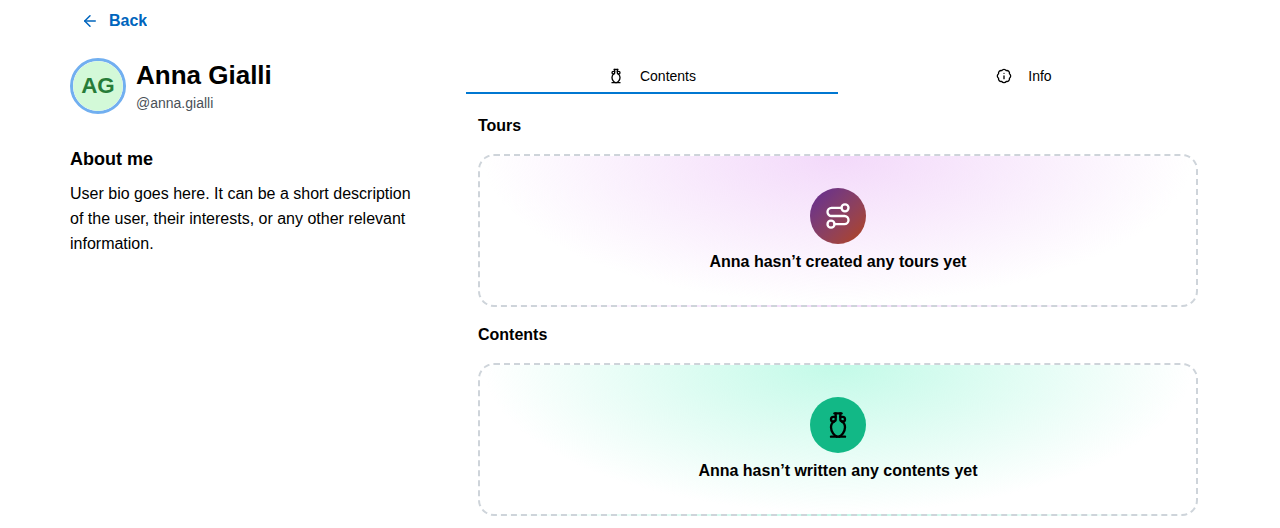 Back
AG
Anna Gialli
@anna.gialli
About me
User bio goes here. It can be a short description
of the user, their interests, or any other relevant
information.
Contents
Info
Tours
Anna hasn’t created any tours yet
Contents
Anna hasn’t written any contents yet